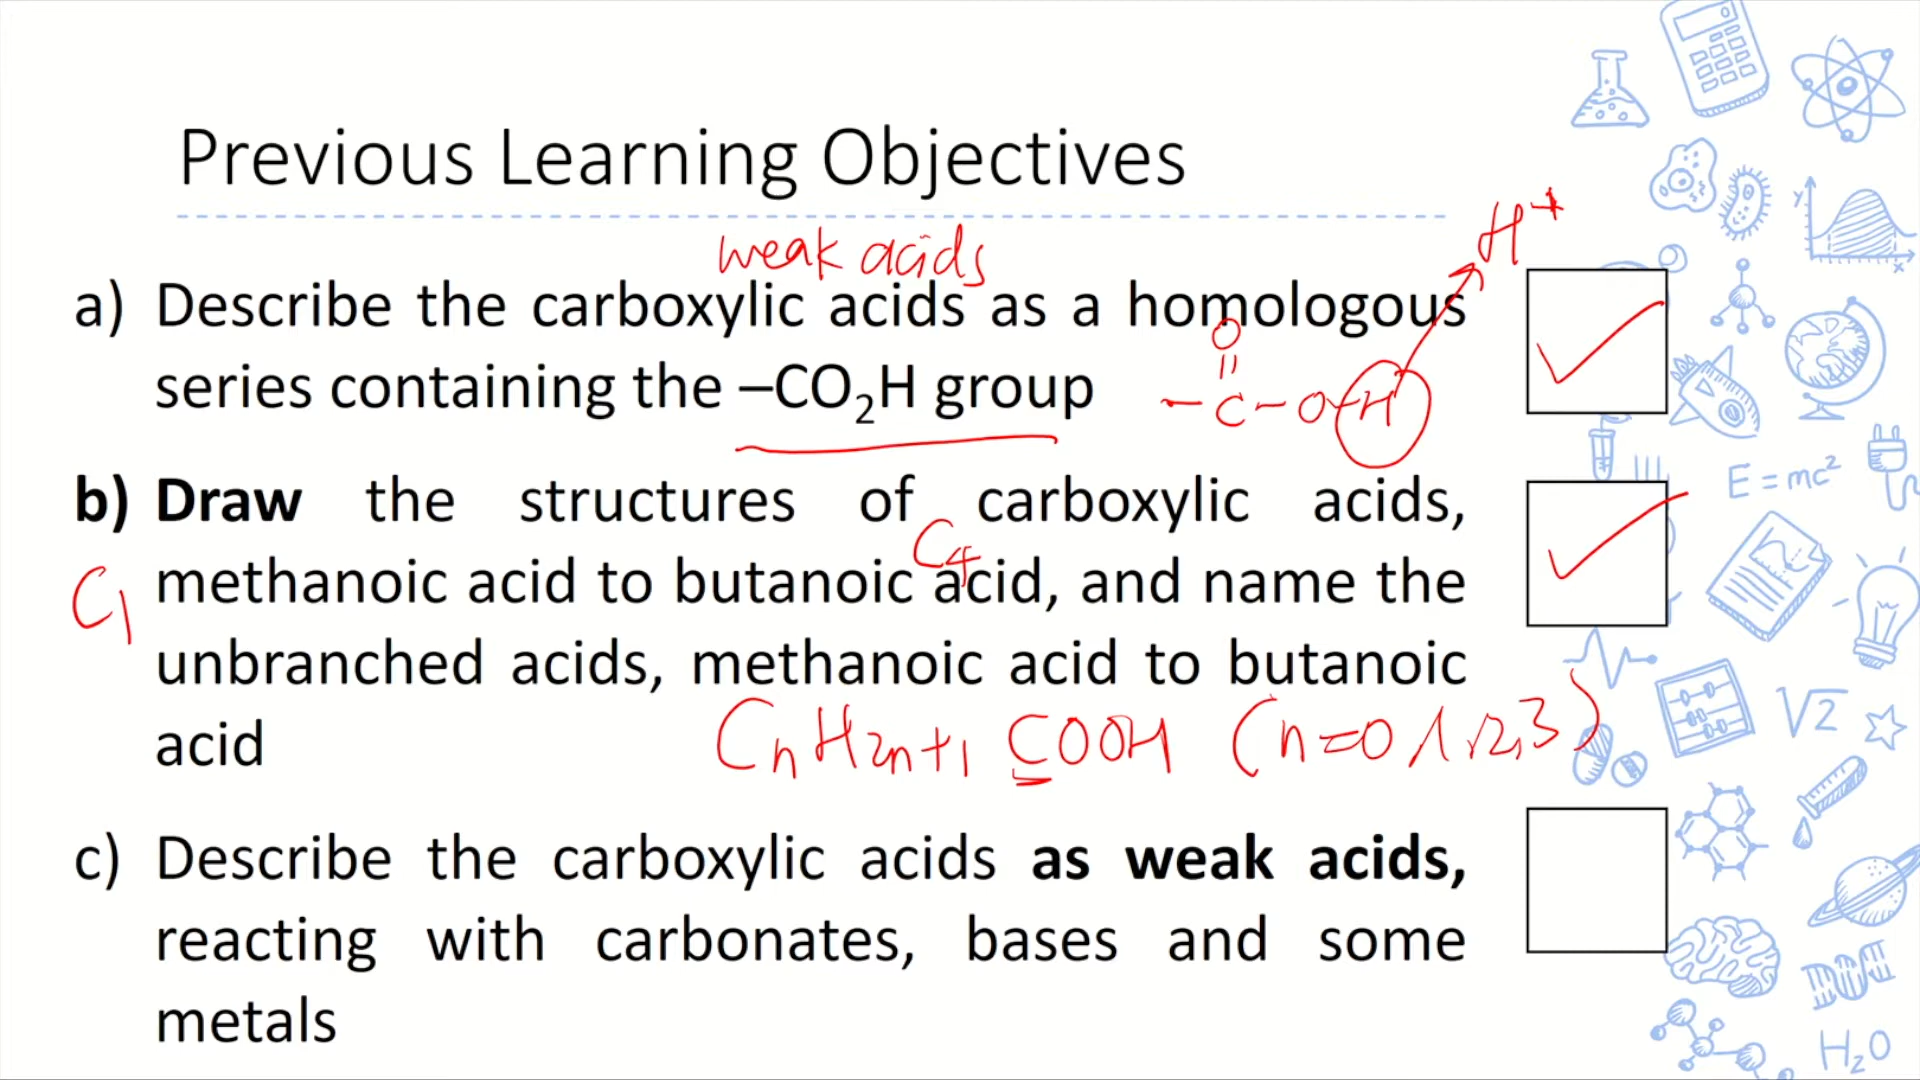 Previous Learning Objectives
weak acids
H⁺
a) Describe the carboxylic acids as a homologous
series containing the –CO₂H group
O
||
–C–O–H
b) Draw the structures of carboxylic acids,
C₄
C₁
methanoic acid to butanoic acid, and name the
unbranched acids, methanoic acid to butanoic
acid
CₙH₂ₙ₊₁COOH (n=0,1,2,3)
c) Describe the carboxylic acids as weak acids,
reacting with carbonates, bases and some
metals
y
x
E=mc²
√2
H₂O